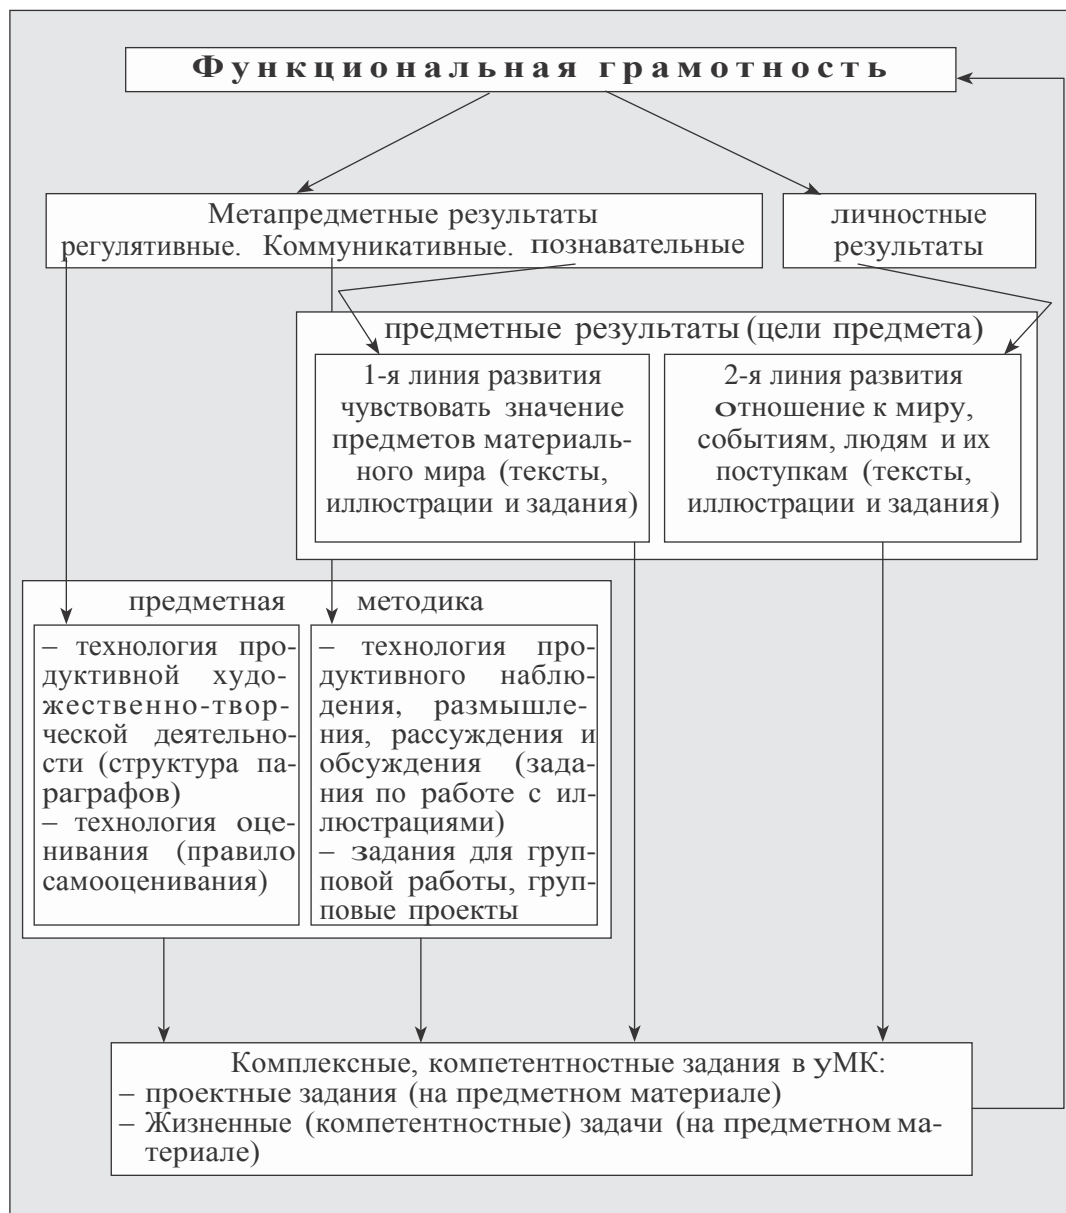 Функциональная грамотность
Метапредметные результаты
регулятивные. Коммуникативные. познавательные
личностные
результаты
предметные результаты (цели предмета)
1-я линия развития
чувствовать значение
предметов материаль-
ного мира (тексты,
иллюстрации и задания)
2-я линия развития
отношение к миру,
событиям, людям и их
поступкам (тексты,
иллюстрации и задания)
предметная методика
– технология про-
дуктивной худо-
жественно-твор-
ческой деятельно-
сти (структура па-
раграфов)
– технология оце-
нивания (правило
самооценивания)
– технология про-
дуктивного наблю-
дения, размышле-
ния, рассуждения и
обсуждения (зада-
ния по работе с ил-
люстрациями)
– задания для груп-
повой работы, груп-
повые проекты
Комплексные, компетентностные задания в уМК:
– проектные задания (на предметном материале)
– Жизненные (компетентностные) задачи (на предметном ма-
териале)